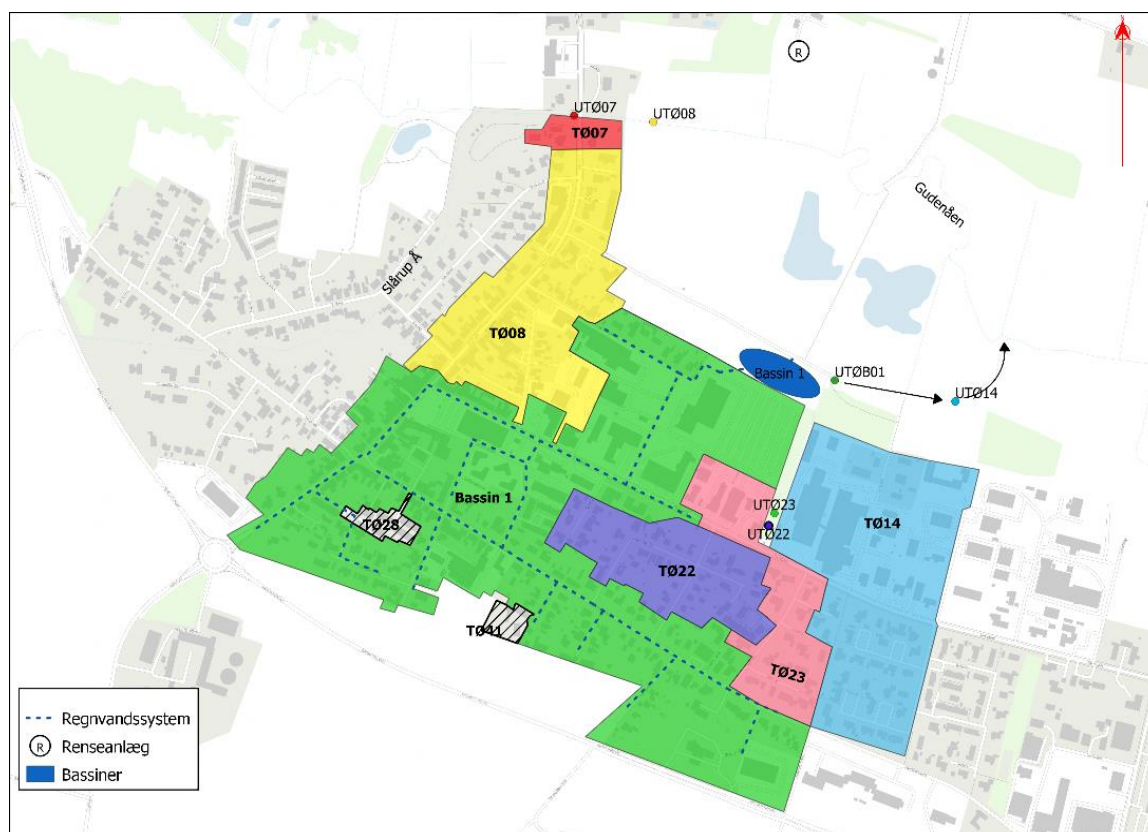 R
UTØ07
UTØ08
TØ07
Gudenåen
Slårup Å
TØ08
Bassin 1
UTØB01
UTØ14
Bassin 1
UTØ23
TØ28
UTØ22
TØ14
TØ22
TØ41
TØ23
Regnvandssystem
R Renseanlæg
Bassiner